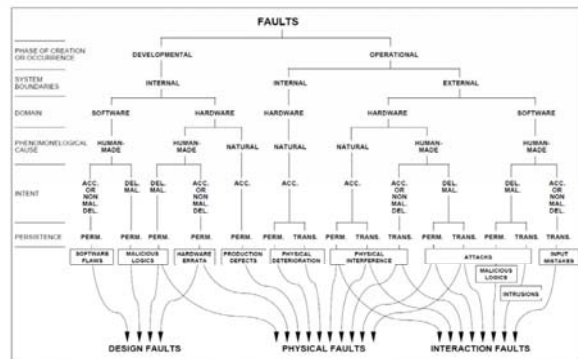 FAULTS
PHASE OF CREATION
OR OCCURRENCE
DEVELOPMENTAL OPERATIONAL
SYSTEM
BOUNDARIES
INTERNAL INTERNAL EXTERNAL
DOMAIN SOFTWARE HARDWARE HARDWARE HARDWARE SOFTWARE
PHENOMONELOGICAL
CAUSE
HUMAN-
MADE
HUMAN-
MADE
NATURAL NATURAL NATURAL
HUMAN-
MADE
HUMAN-
MADE
INTENT
ACC.
OR
NON
MAL.
DEL.
DEL.
MAL.
DEL.
MAL.
ACC.
OR
NON
MAL.
DEL.
ACC.
ACC.
ACC.
ACC.
OR
NON
MAL.
DEL.
DEL.
MAL.
DEL.
MAL.
ACC.
OR
NON
MAL.
DEL.
PERSISTENCE PERM. PERM. PERM. PERM. PERM. PERM. TRANS. PERM. TRANS. PERM. TRANS. PERM. TRANS. PERM. TRANS. TRANS.
SOFTWARE
FLAWS
MALICIOUS
LOGICS
HARDWARE
ERRATA
PRODUCTION
DEFECTS
PHYSICAL
DETERIORATION
PHYSICAL
INTERFERENCE
ATTACKS
MALICIOUS
LOGICS
INTRUSIONS
INPUT
MISTAKES
DESIGN FAULTS PHYSICAL FAULTS INTERACTION FAULTS